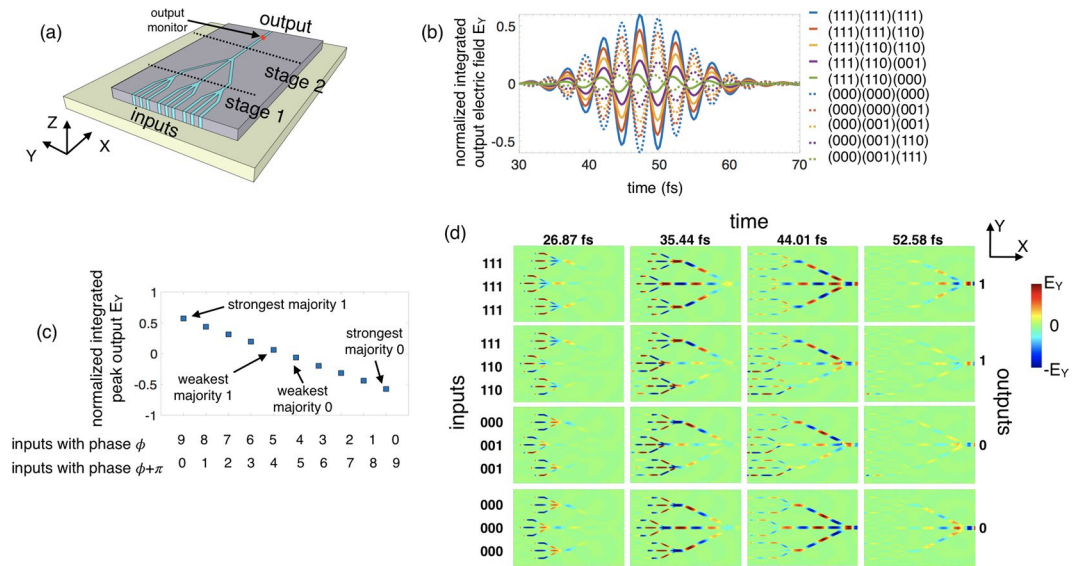 (a)
output
monitor
output
stage 2
stage 1
inputs
Z
Y
X
(b)
normalized integrated
output electric field EY
0.6
0
-0.6
30
40
50
60
70
time (fs)
(111)(111)(111)
(111)(111)(110)
(111)(110)(110)
(111)(110)(001)
(111)(110)(000)
(000)(000)(000)
(000)(000)(001)
(000)(001)(001)
(000)(001)(110)
(000)(001)(111)
(c)
normalized integrated
peak output EY
1
0.5
0
-0.5
-1
strongest majority 1
strongest
majority 0
weakest
majority 1
weakest
majority 0
inputs with phase ϕ 9 8 7 6 5 4 3 2 1 0
inputs with phase ϕ+π 0 1 2 3 4 5 6 7 8 9
(d)
time
26.87 fs 35.44 fs 44.01 fs 52.58 fs
Y
X
inputs
111
111
111
1
111
110
110
1
000
001
001
0
000
000
000
0
outputs
EY
0
-EY